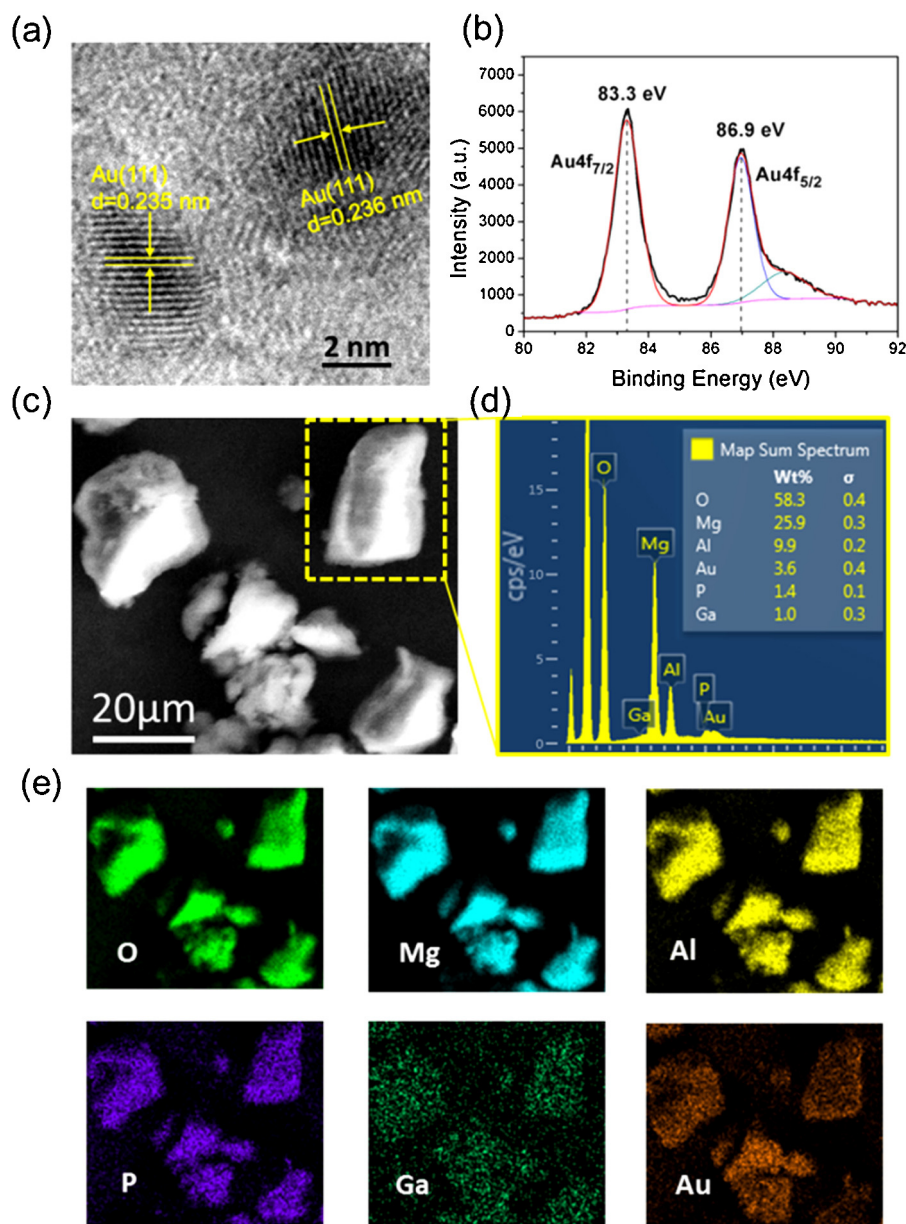 (a)
Au(111)
d=0.235 nm
Au(111)
d=0.236 nm
2 nm
(b)
7000
6000
5000
4000
3000
2000
1000
0
Intensity (a.u.)
83.3 eV
86.9 eV
Au4f7/2
Au4f5/2
80 82 84 86 88 90 92
Binding Energy (eV)
(c)
20μm
(d)
cps/eV
15
10
5
0
O
Mg
Al
Ga
P
Au
Map Sum Spectrum
Wt% σ
O 58.3 0.4
Mg 25.9 0.3
Al 9.9 0.2
Au 3.6 0.4
P 1.4 0.1
Ga 1.0 0.3
(e)
O
Mg
Al
P
Ga
Au